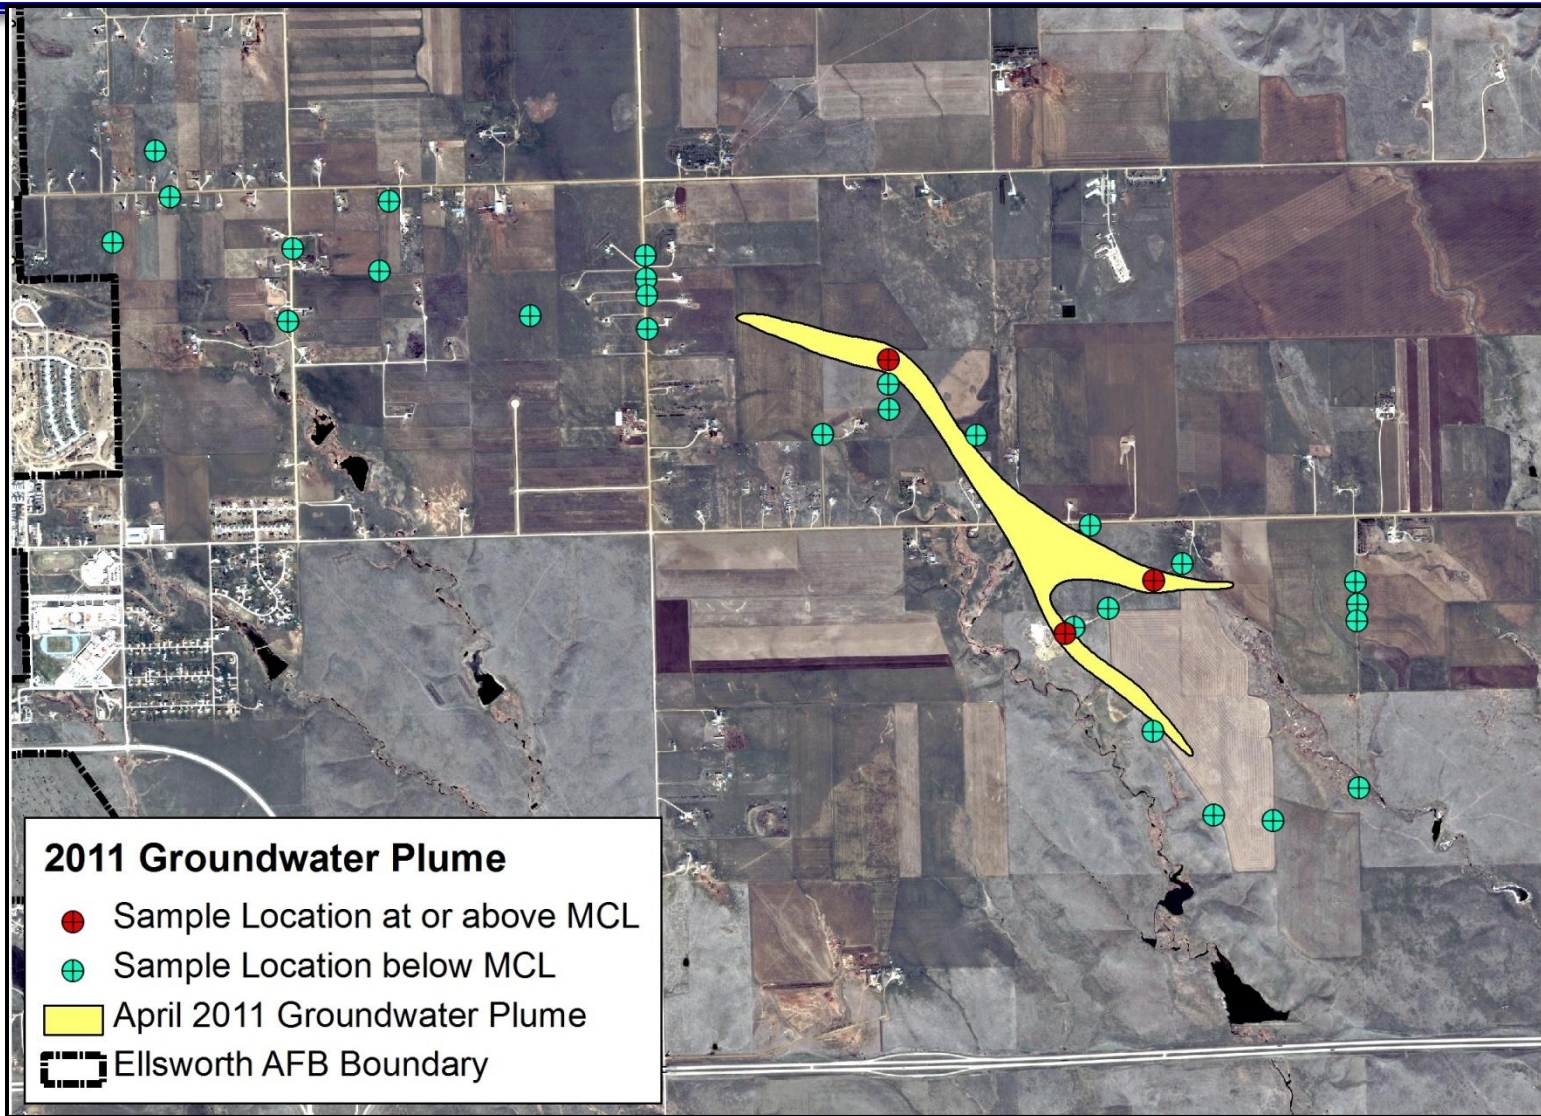 2011 Groundwater Plume
Sample Location at or above MCL
Sample Location below MCL
April 2011 Groundwater Plume
Ellsworth AFB Boundary